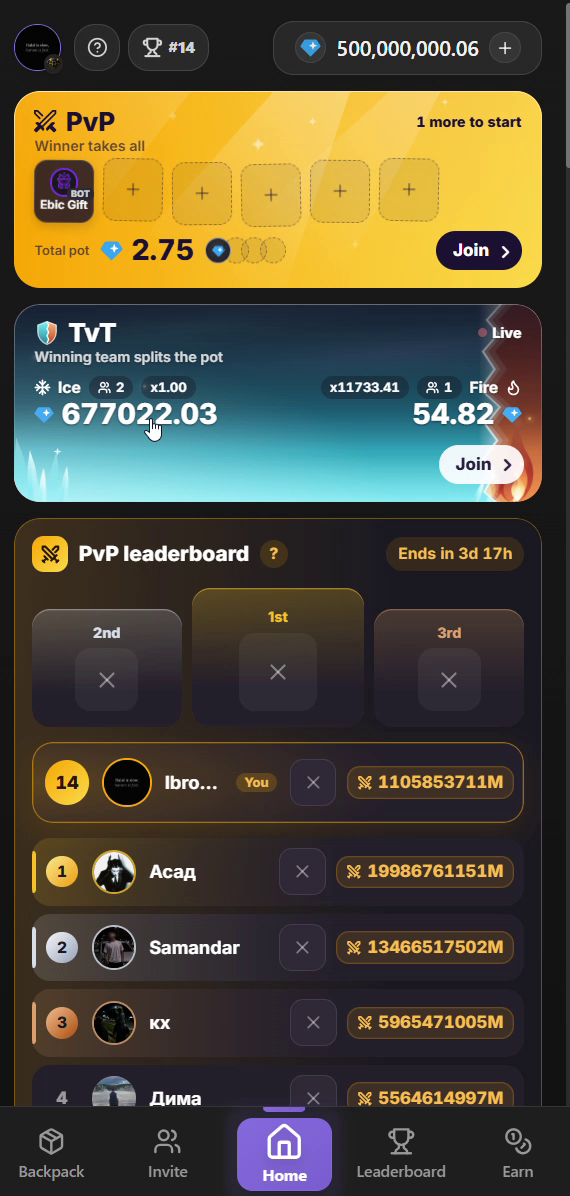 #14
500,000,000.06
PvP
1 more to start
Winner takes all
BOT
Ebic Gift
Total pot 2.75
Join
TvT
Live
Winning team splits the pot
Ice 2 x1.00
x11733.41 1 Fire
677022.03
54.82
Join
PvP leaderboard ?
Ends in 3d 17h
2nd
1st
3rd
14 Ibro... You 1105853711M
1 Асад 19986761151M
2 Samandar 13466517502M
3 кх 5965471005M
4 Дима 5564614997M
Backpack
Invite
Home
Leaderboard
Earn